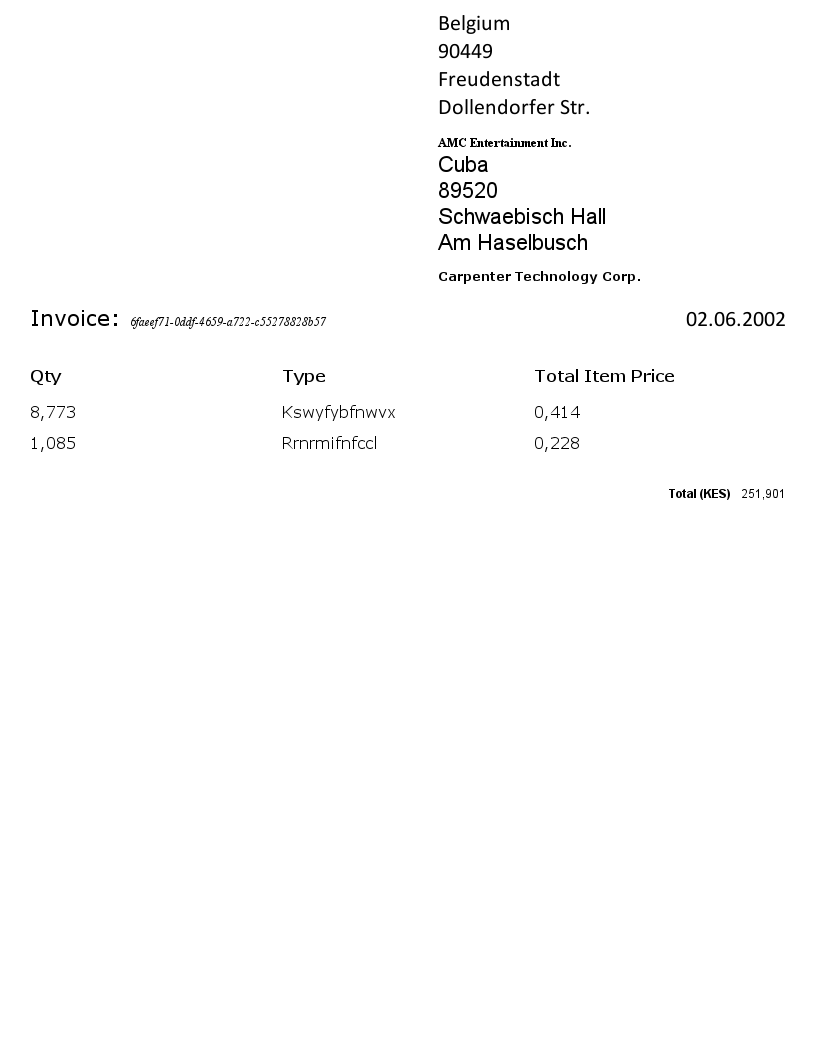 Belgium
90449
Freudenstadt
Dollendorfer Str.
AMC Entertainment Inc.
Cuba
89520
Schwaebisch Hall
Am Haselbusch
Carpenter Technology Corp.
Invoice: 6faeef71-0ddf-4659-a722-c55278828b57 02.06.2002
Qty Type Total Item Price
8,773 Kswyfybfnwvx 0,414
1,085 Rrnrmifnfccl 0,228
Total (KES) 251,901